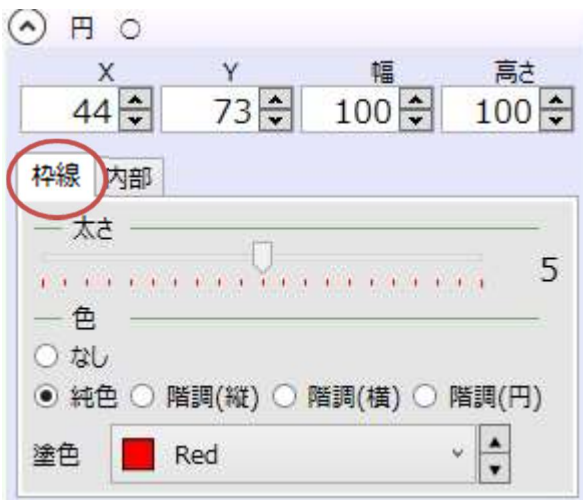 円 ○
X Y 幅 高さ
44 73 100 100
枠線 内部
太さ
5
色
なし
純色 階調(縦) 階調(横) 階調(円)
塗色 Red